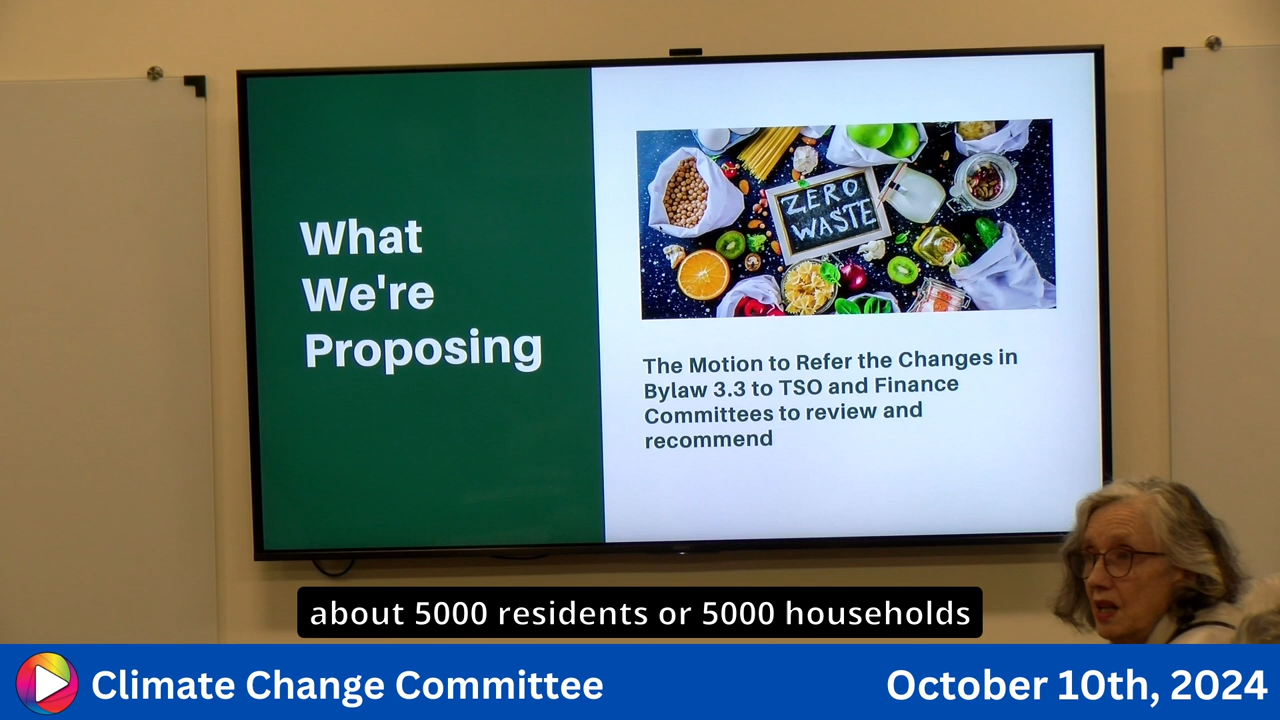 What
We're
Proposing
ZERO
WASTE
The Motion to Refer the Changes in
Bylaw 3.3 to TSO and Finance
Committees to review and
recommend
about 5000 residents or 5000 households
Climate Change Committee
October 10th, 2024